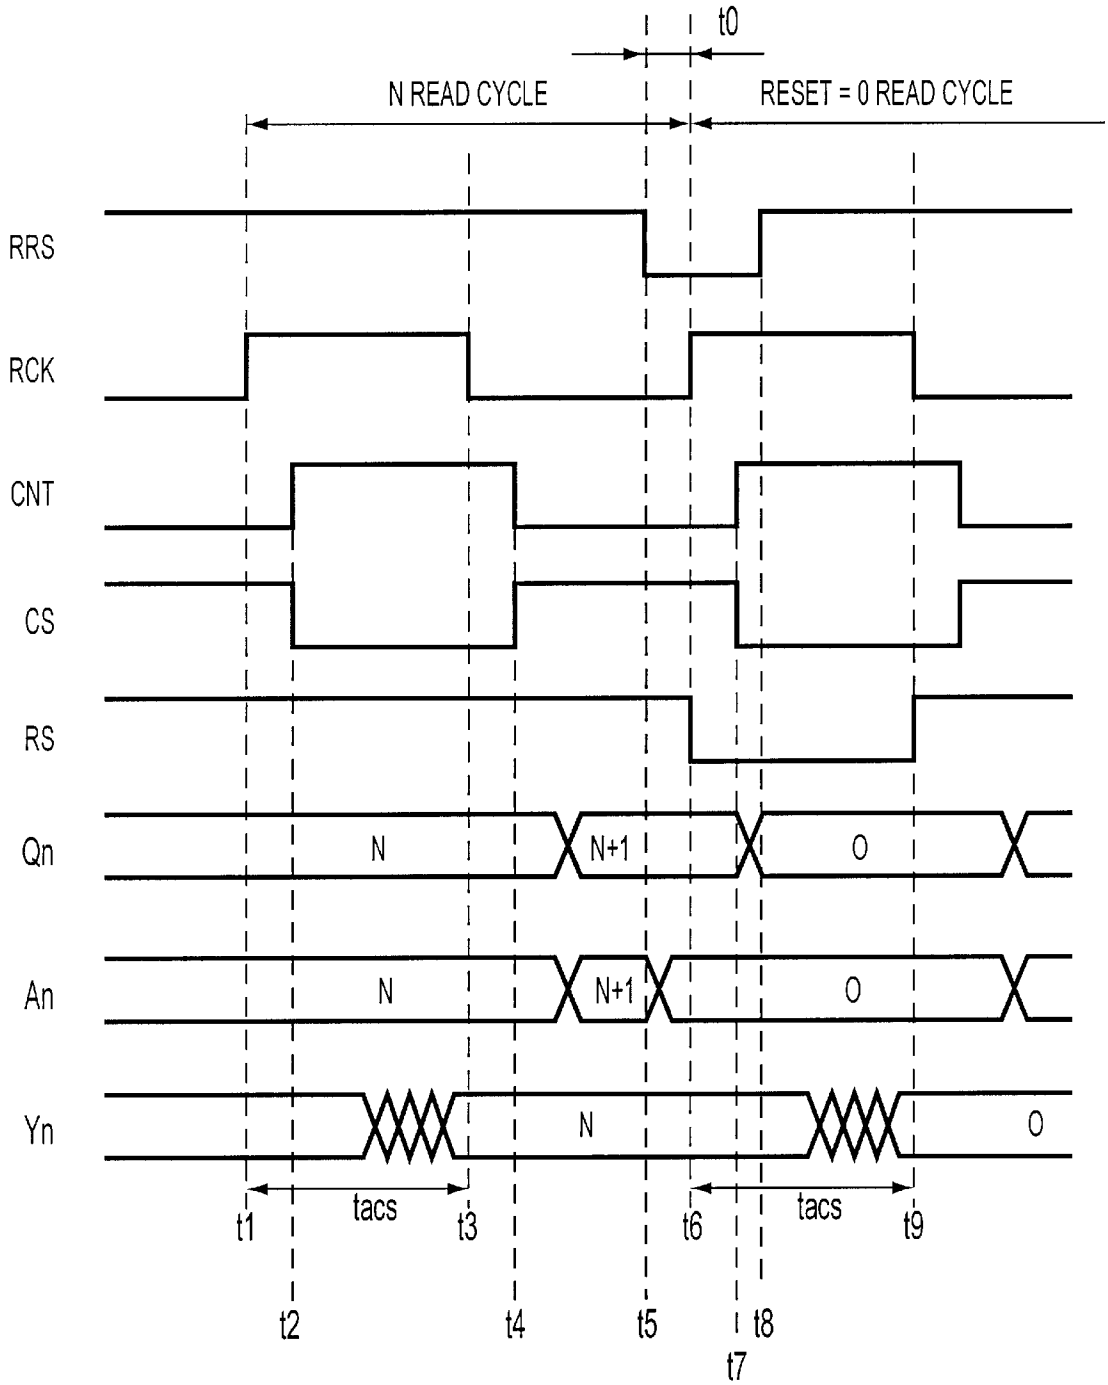 t0
N READ CYCLE
RESET = 0 READ CYCLE
RRS
RCK
CNT
CS
RS
Qn
N
N+1
O
An
N
N+1
O
Yn
N
O
tacs
tacs
t1
t3
t6
t9
t2
t4
t5
t8
t7